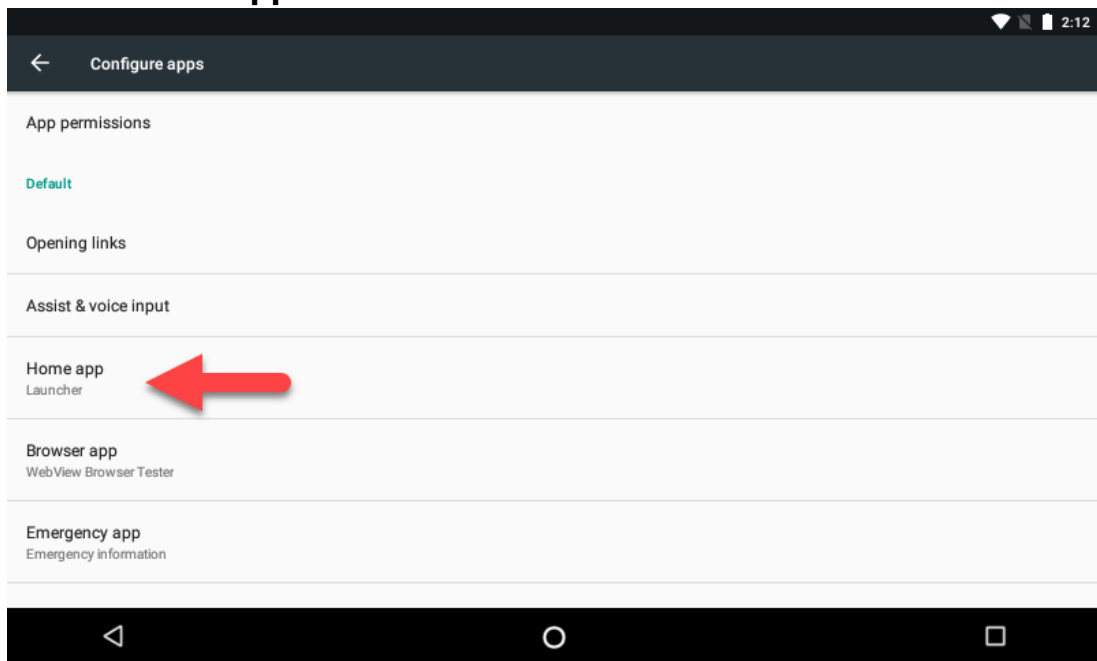 2:12
Configure apps
App permissions
Default
Opening links
Assist & voice input
Home app
Launcher
Browser app
WebView Browser Tester
Emergency app
Emergency information